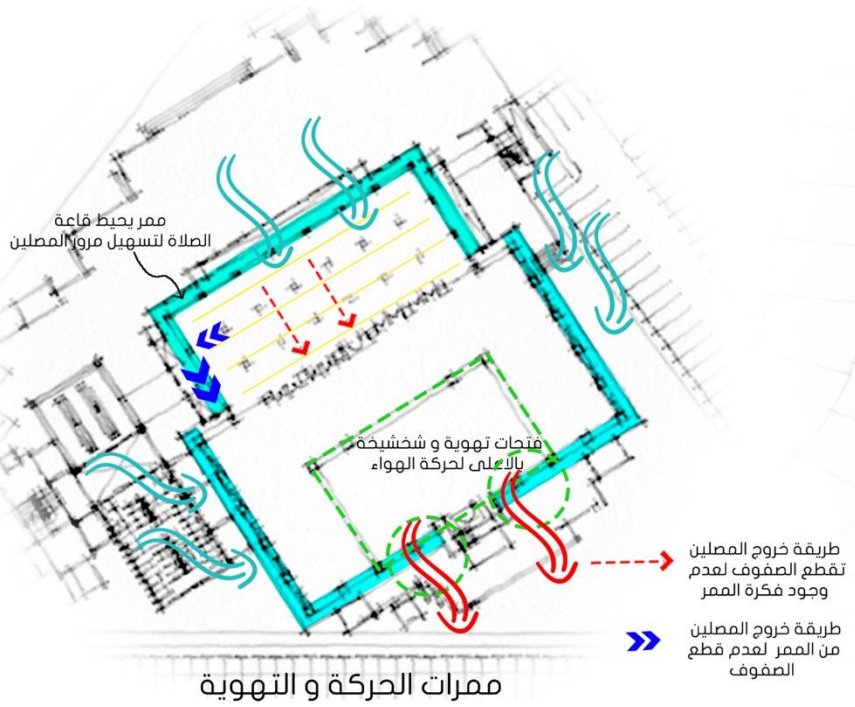 ممر يحيط قاعة
الصلاة لتسهيل مرور المصلين
فتحات تهوية و شخشيخة
بالاعلى لحركة الهواء
طريقة خروج المصلين
تقطع الصفوف لعدم
وجود فكرة الممر
طريقة خروج المصلين
من الممر لعدم قطع
الصفوف
ممرات الحركة و التهوية